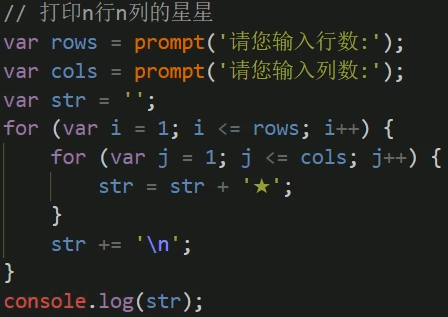 // 打印n行n列的星星
var rows = prompt('请您输入行数:');
var cols = prompt('请您输入列数:');
var str = '';
for (var i = 1; i <= rows; i++) {
    for (var j = 1; j <= cols; j++) {
        str = str + '★';
    }
    str += '\n';
}
console.log(str);